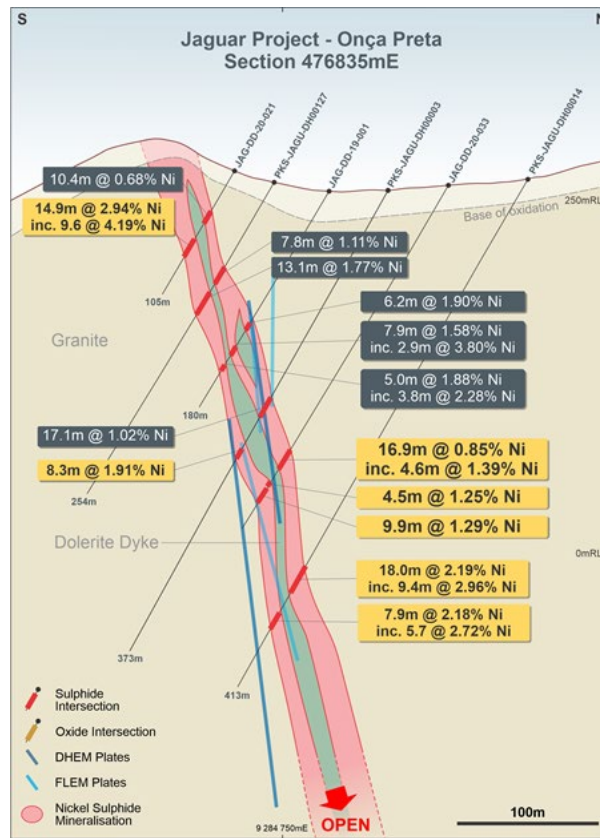 S
N
Jaguar Project - Onça Preta
Section 476835mE
JAG-DD-20-021
PKS-JAGU-DH00127
JAG-DD-19-001
PKS-JAGU-DH00003
JAG-DD-20-033
PKS-JAGU-DH00014
10.4m @ 0.68% Ni
14.9m @ 2.94% Ni
inc. 9.6 @ 4.19% Ni
250mRL
Base of oxidation
7.8m @ 1.11% Ni
13.1m @ 1.77% Ni
105m
6.2m @ 1.90% Ni
7.9m @ 1.58% Ni
inc. 2.9m @ 3.80% Ni
Granite
5.0m @ 1.88% Ni
inc. 3.8m @ 2.28% Ni
180m
17.1m @ 1.02% Ni
8.3m @ 1.91% Ni
16.9m @ 0.85% Ni
inc. 4.6m @ 1.39% Ni
254m
4.5m @ 1.25% Ni
9.9m @ 1.29% Ni
Dolerite Dyke
0mRL
18.0m @ 2.19% Ni
inc. 9.4m @ 2.96% Ni
7.9m @ 2.18% Ni
inc. 5.7 @ 2.72% Ni
373m
413m
Sulphide
Intersection
Oxide Intersection
DHEM Plates
FLEM Plates
Nickel Sulphide
Mineralisation
9 284 750mE
OPEN
100m